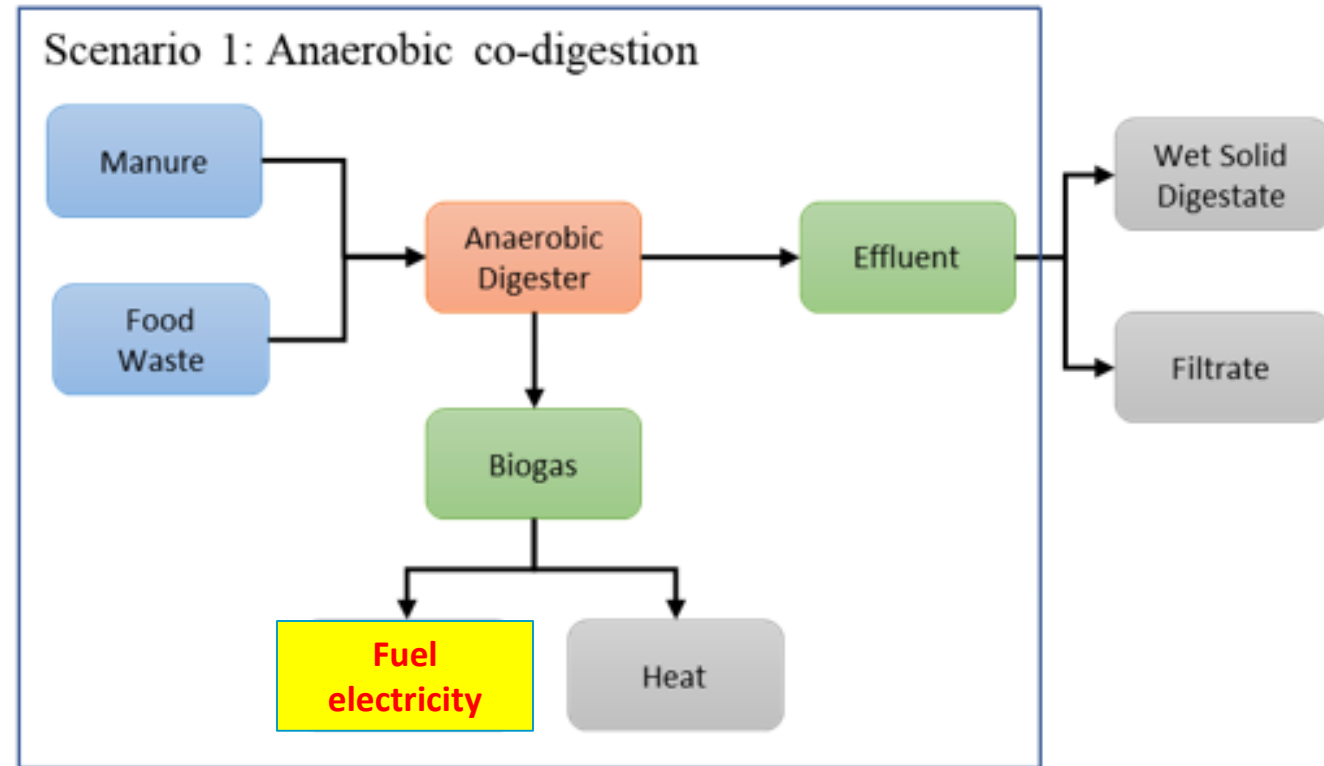 Scenario 1: Anaerobic co-digestion
Manure
Wet Solid
Digestate
Anaerobic
Digester
Effluent
Food
Waste
Filtrate
Biogas
Fuel
electricity
Heat